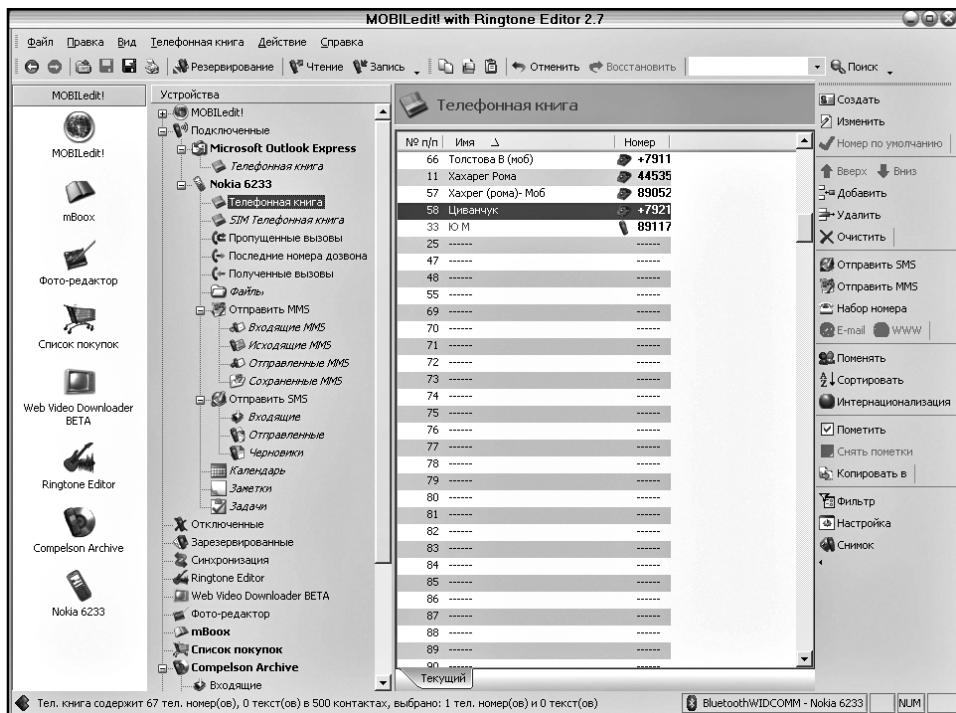 MOBILedit! with Ringtone Editor 2.7
Файл Правка Вид Телефонная книга Действие Справка
Резервирование Чтение Запись Отменить Восстановить Поиск
MOBILedit!
MOBILedit!
mBoox
Фото-редактор
Список покупок
Web Video Downloader
BETA
Ringtone Editor
Compelson Archive
Nokia 6233
Устройства
MOBILedit!
Подключенные
Microsoft Outlook Express
Телефонная книга
Nokia 6233
Телефонная книга
SIM Телефонная книга
Пропущенные вызовы
Последние номера дозвона
Полученные вызовы
Файлы
Отправить MMS
Входящие MMS
Исходящие MMS
Отправленные MMS
Сохраненные MMS
Отправить SMS
Входящие
Отправленные
Черновики
Календарь
Заметки
Задачи
Отключенные
Зарезервированные
Синхронизация
Ringtone Editor
Web Video Downloader BETA
Фото-редактор
mBoox
Список покупок
Compelson Archive
Входящие
Телефонная книга
№ п/п Имя Номер
66 Толстова В (моб) +7911
11 Хахарег Рома 44535
57 Хахрег (рома)- Моб 89052
58 Циванчук +7921
33 Ю М 89117
25 ------ ------
47 ------ ------
48 ------ ------
55 ------ ------
69 ------ ------
70 ------ ------
71 ------ ------
72 ------ ------
73 ------ ------
74 ------ ------
75 ------ ------
76 ------ ------
77 ------ ------
78 ------ ------
79 ------ ------
80 ------ ------
81 ------ ------
82 ------ ------
83 ------ ------
84 ------ ------
85 ------ ------
86 ------ ------
87 ------ ------
88 ------ ------
89 ------ ------
90 ------ ------
Текущий
Создать
Изменить
Номер по умолчанию
Вверх Вниз
Добавить
Удалить
Очистить
Отправить SMS
Отправить MMS
Набор номера
E-mail WWW
Поменять
Сортировать
Интернационализация
Пометить
Снять пометки
Копировать в
Фильтр
Настройка
Снимок
Тел. книга содержит 67 тел. номер(ов), 0 текст(ов) в 500 контактах, выбрано: 1 тел. номер(ов) и 0 текст(ов) BluetoothWIDCOMM - Nokia 6233 NUM